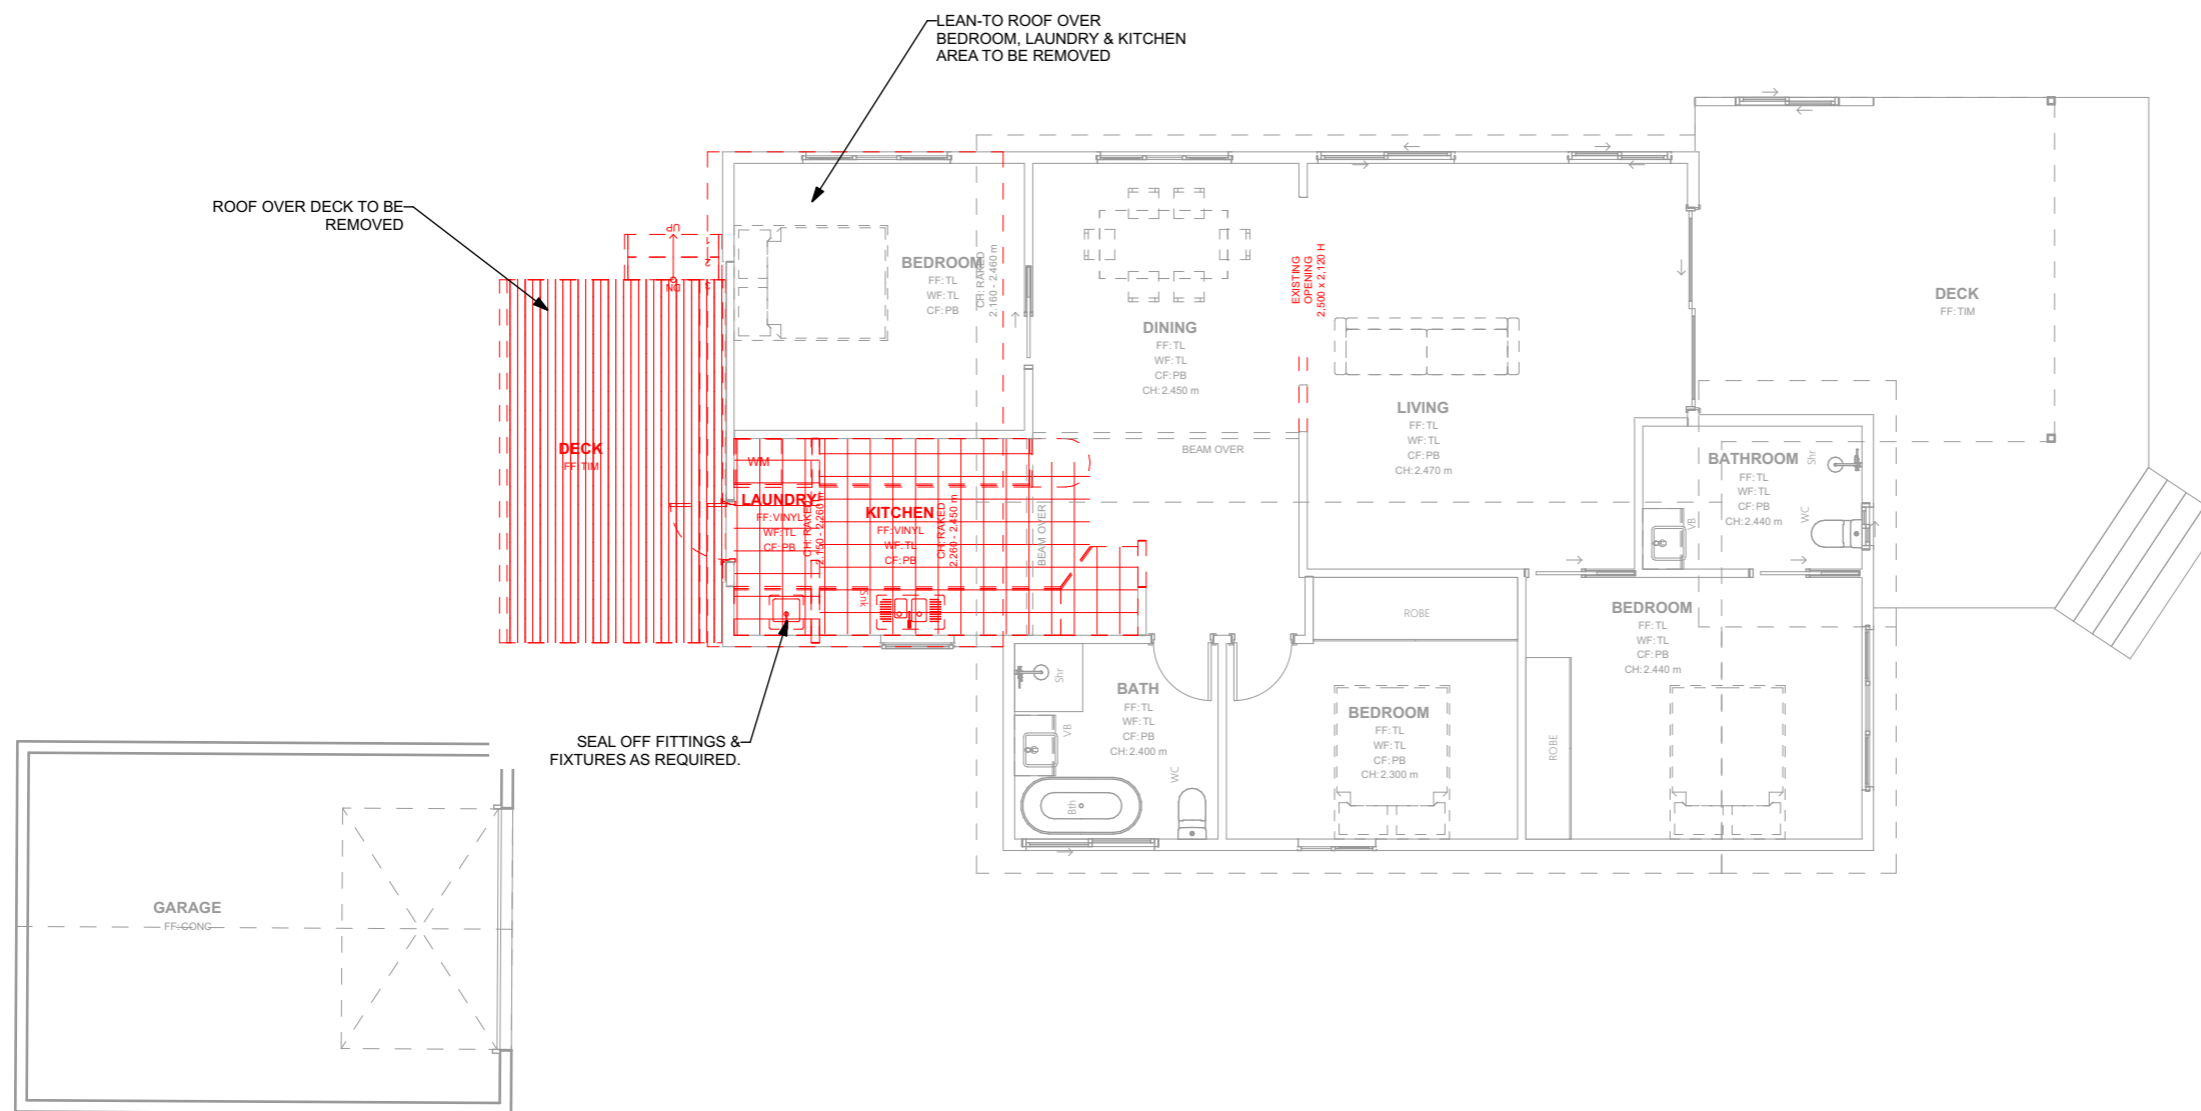 LEAN-TO ROOF OVER
BEDROOM, LAUNDRY & KITCHEN
AREA TO BE REMOVED
ROOF OVER DECK TO BE
REMOVED
UP
1
2
3
DN
BEDROOM
FF: TL
WF: TL
CF: PB
CH: RAKED
2.160 - 2.460 m
DINING
FF: TL
WF: TL
CF: PB
CH: 2.450 m
EXISTING
OPENING
2.500 x 2.120 H
LIVING
FF: TL
WF: TL
CF: PB
CH: 2.470 m
DECK
FF: TIM
DECK
FF: TIM
WM
LAUNDRY
FF: VINYL
WF: TL
CF: PB
CH: RAKED
2.150 - 2.260 m
KITCHEN
FF: VINYL
WF: TL
CF: PB
CH: RAKED
2.260 - 2.450 m
Snk
BEAM OVER
BEAM OVER
BATHROOM
FF: TL
WF: TL
CF: PB
CH: 2.440 m
Shr
VB
WC
BEDROOM
FF: TL
WF: TL
CF: PB
CH: 2.440 m
ROBE
ROBE
BATH
FF: TL
WF: TL
CF: PB
CH: 2.400 m
Shr
VB
WC
Bth
BEDROOM
FF: TL
WF: TL
CF: PB
CH: 2.300 m
SEAL OFF FITTINGS &
FIXTURES AS REQUIRED.
GARAGE
FF: CONC